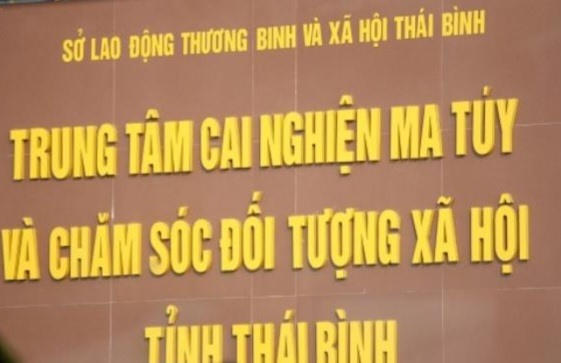 SỞ LAO ĐỘNG THƯƠNG BINH VÀ XÃ HỘI THÁI BÌNH
TRUNG TÂM CAI NGHIỆN MA TÚY
VÀ CHĂM SÓC ĐỐI TƯỢNG XÃ HỘI
TỈNH THÁI BÌNH